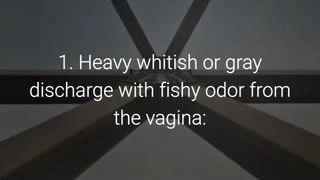 1. Heavy whitish or gray
discharge with fishy odor from
the vagina: